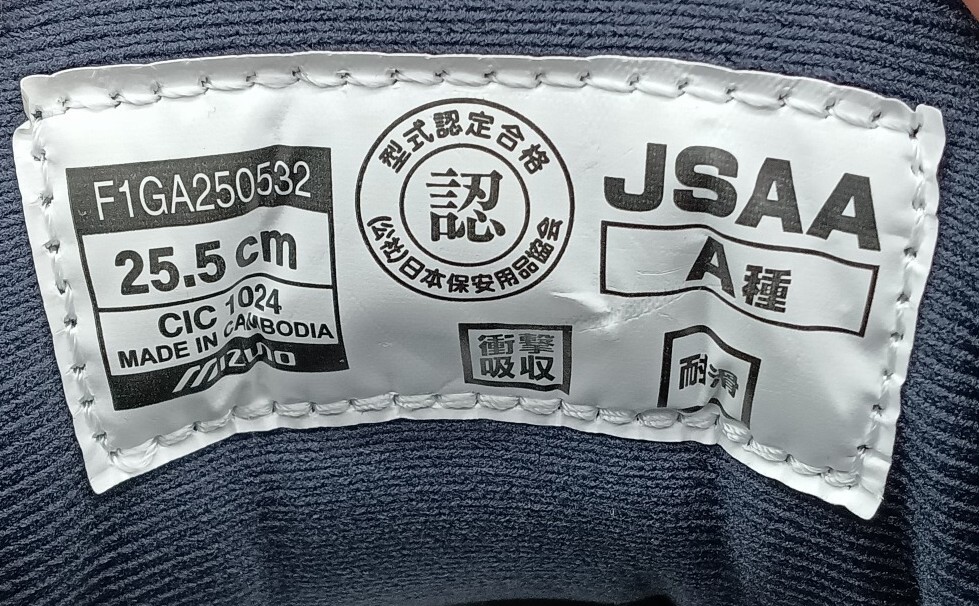 F1GA250532
25.5 cm
CIC 1024
MADE IN CAMBODIA
MIZUNO
型式認定合格
認
(公社)日本保安用品協会
JSAA
A種
衝撃
吸収
耐滑